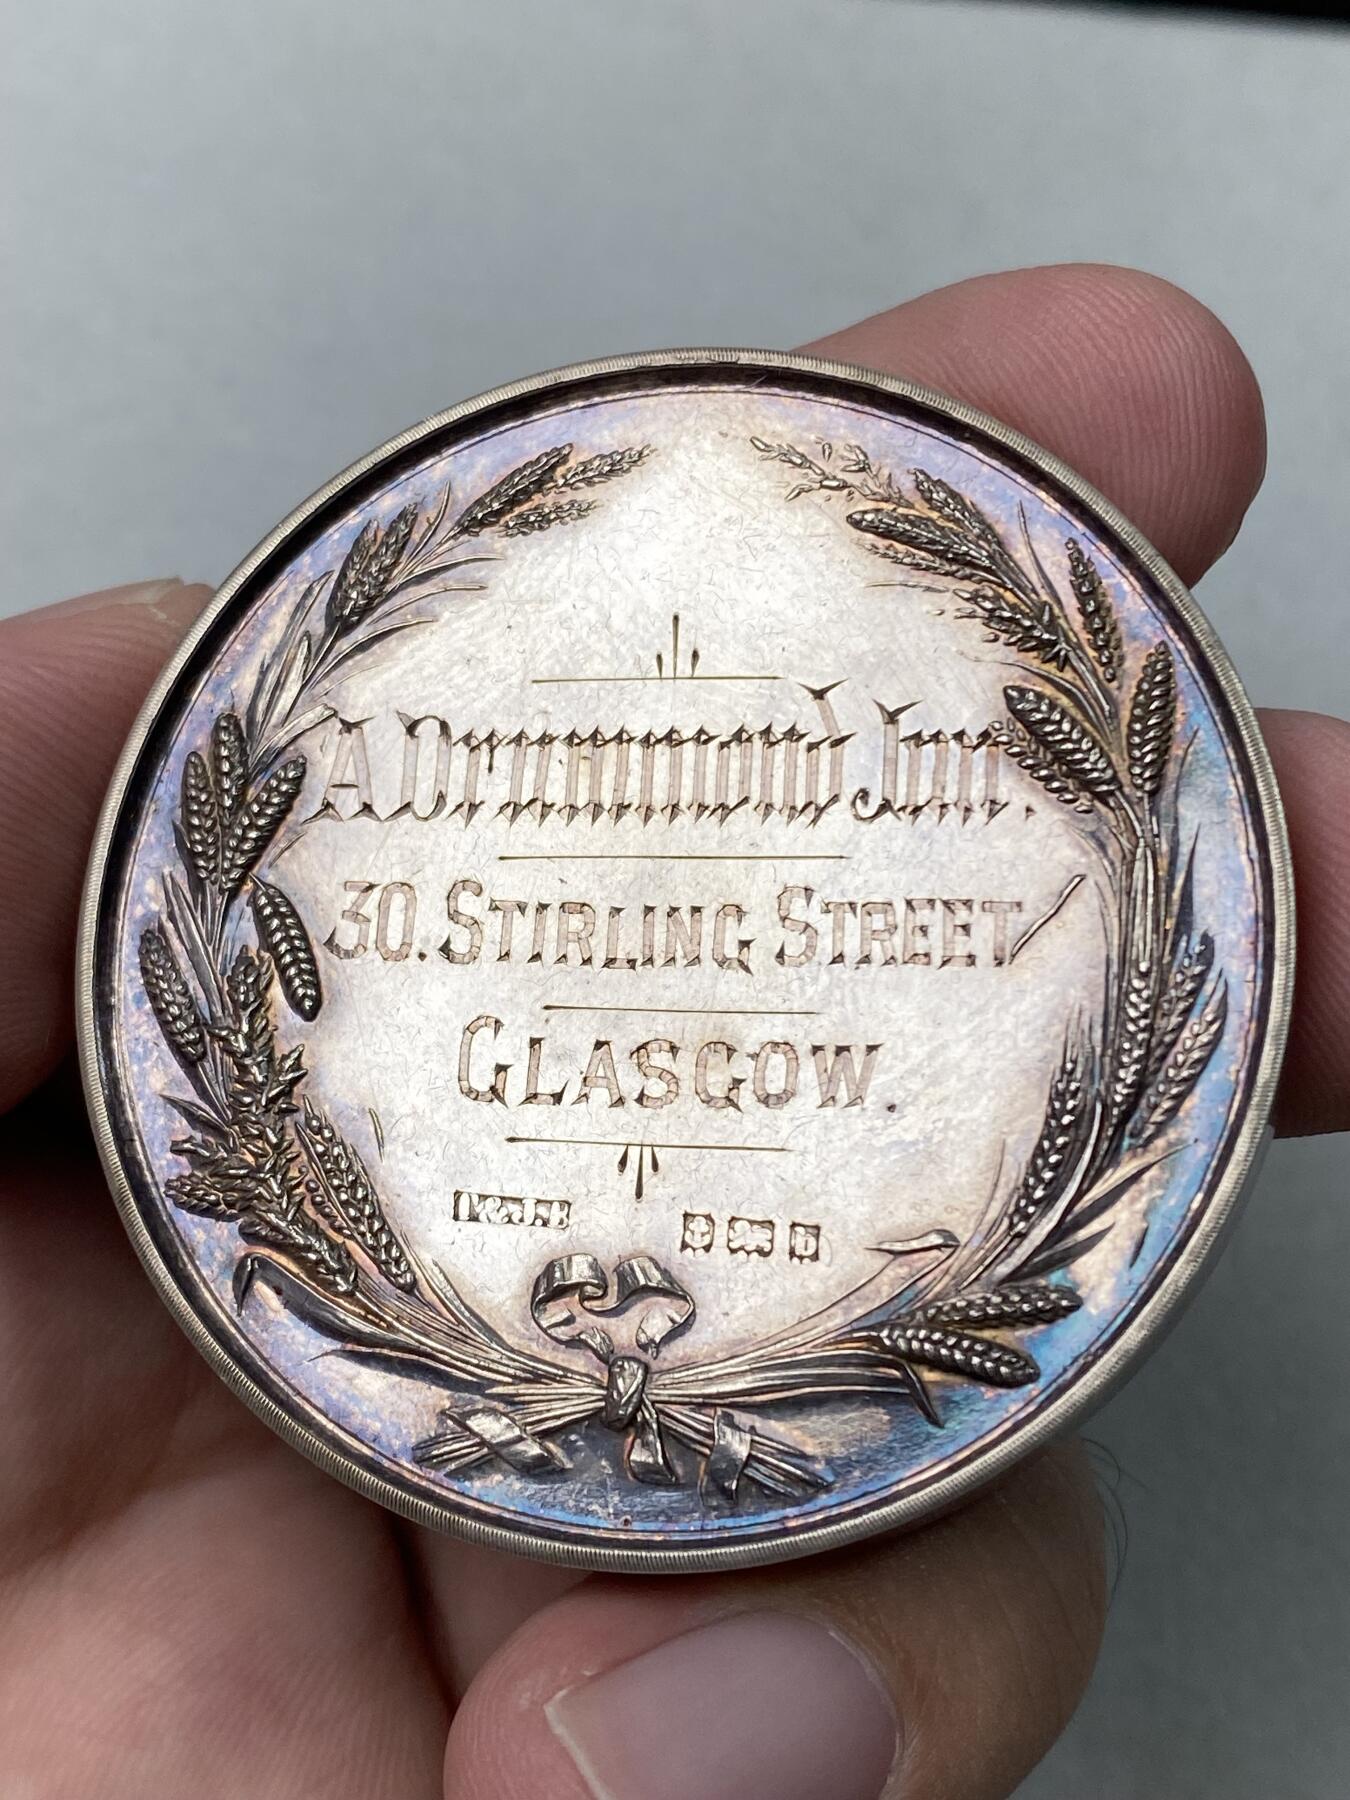 A Drummond Junr.
30. STIRLING STREET
GLASGOW.